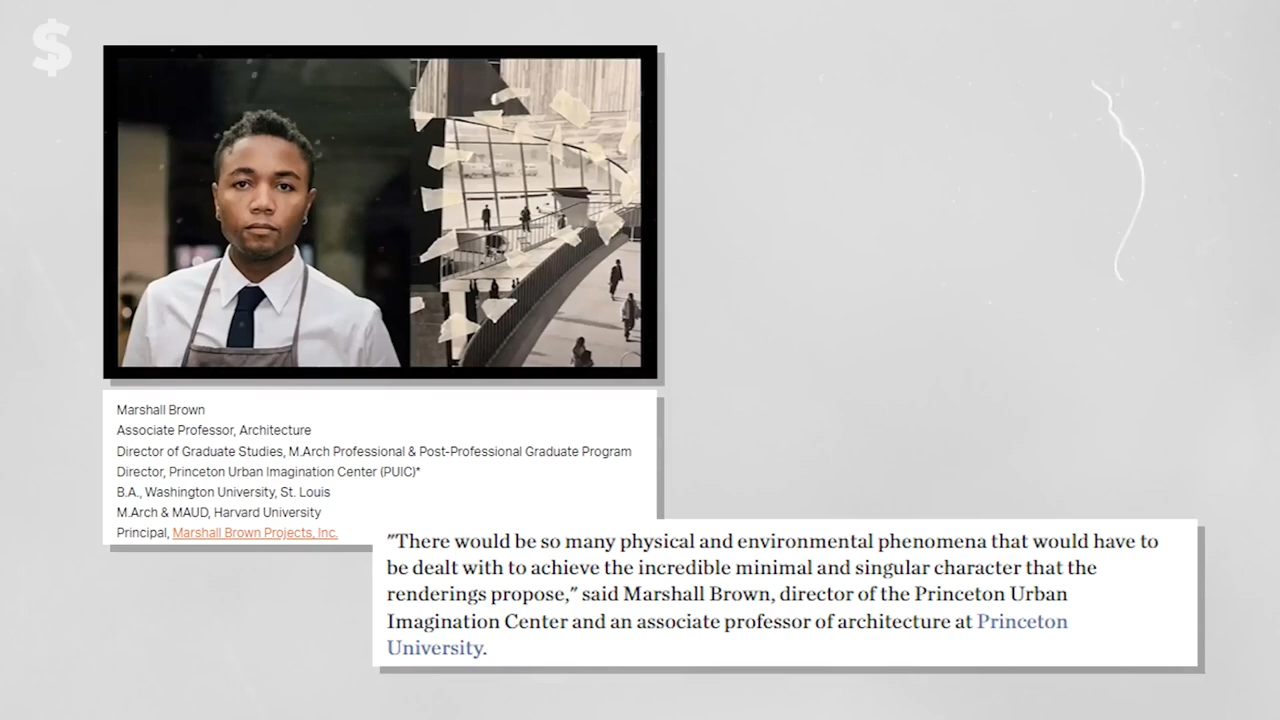 $
Marshall Brown
Associate Professor, Architecture
Director of Graduate Studies, M.Arch Professional & Post-Professional Graduate Program
Director, Princeton Urban Imagination Center (PUIC)*
B.A., Washington University, St. Louis
M.Arch & MAUD, Harvard University
Principal, Marshall Brown Projects, Inc.
"There would be so many physical and environmental phenomena that would have to
be dealt with to achieve the incredible minimal and singular character that the
renderings propose," said Marshall Brown, director of the Princeton Urban
Imagination Center and an associate professor of architecture at Princeton
University.